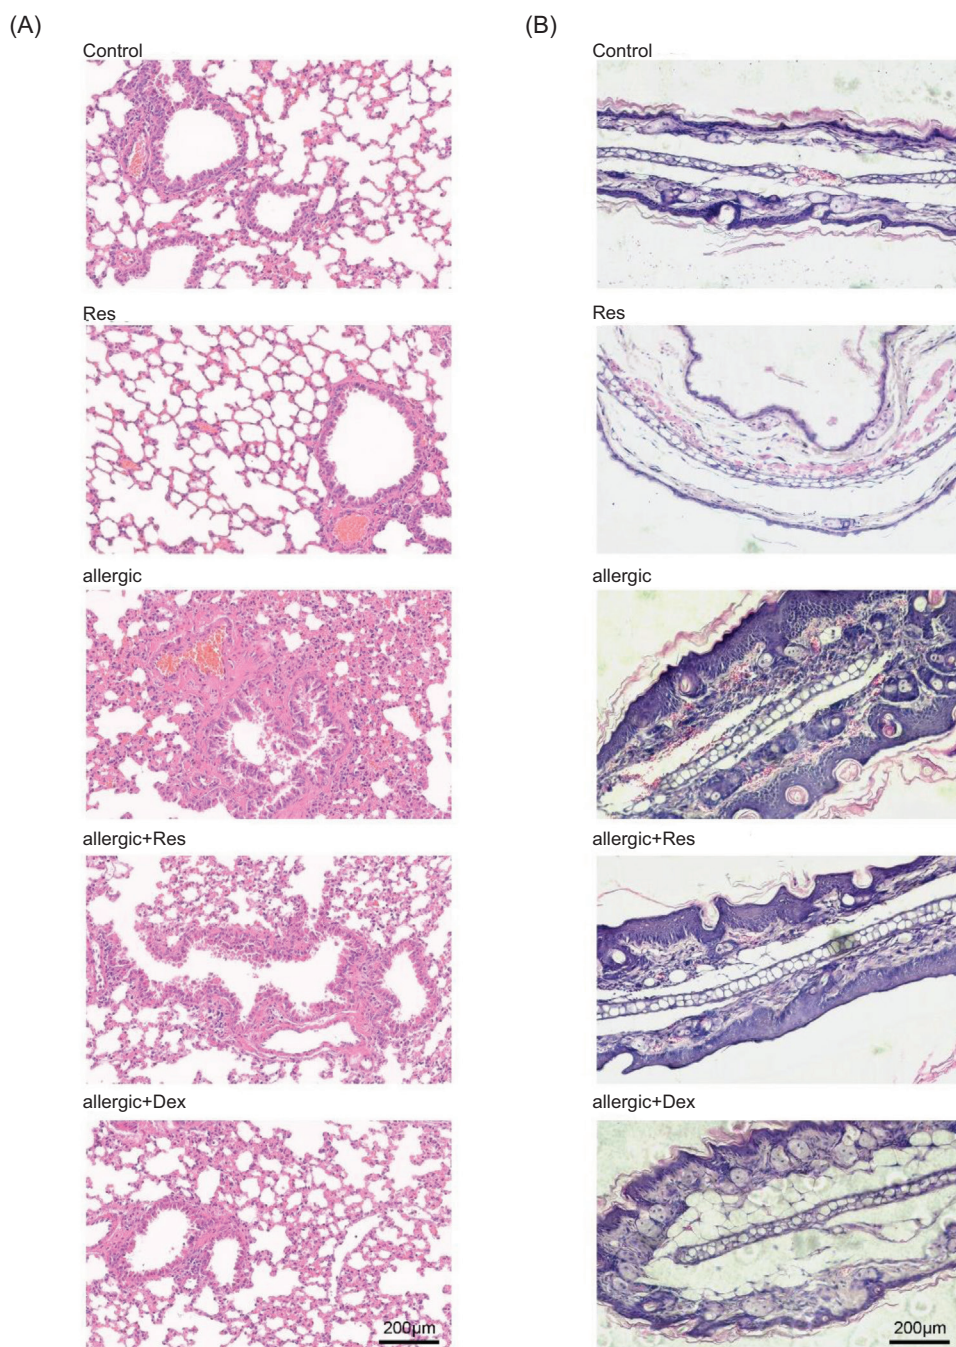 (A)
Control
Res
allergic
allergic+Res
allergic+Dex
200μm
(B)
Control
Res
allergic
allergic+Res
allergic+Dex
200μm